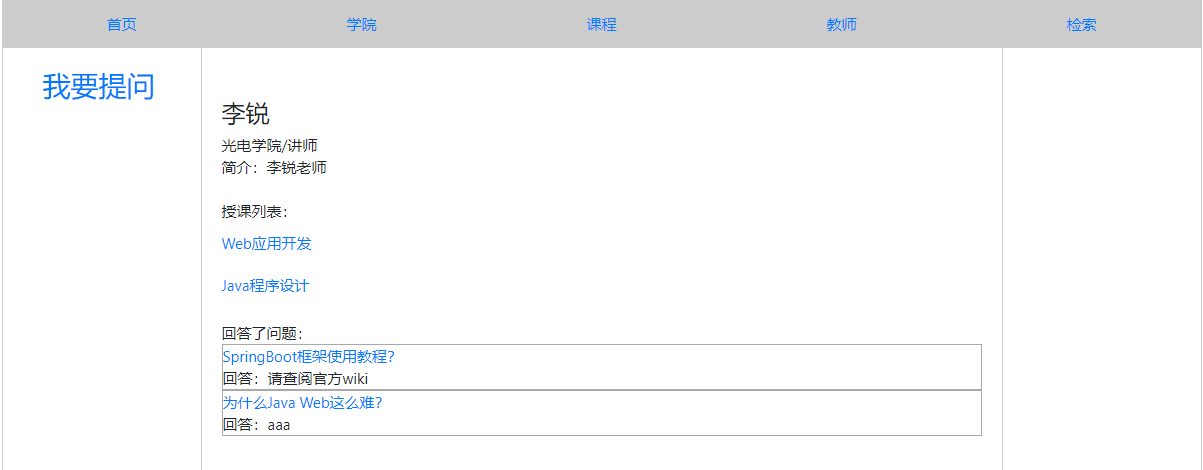 首页 学院 课程 教师 检索
我要提问
李锐
光电学院/讲师
简介：李锐老师
授课列表：
Web应用开发
Java程序设计
回答了问题：
SpringBoot框架使用教程?
回答：请查阅官方wiki
为什么Java Web这么难?
回答：aaa